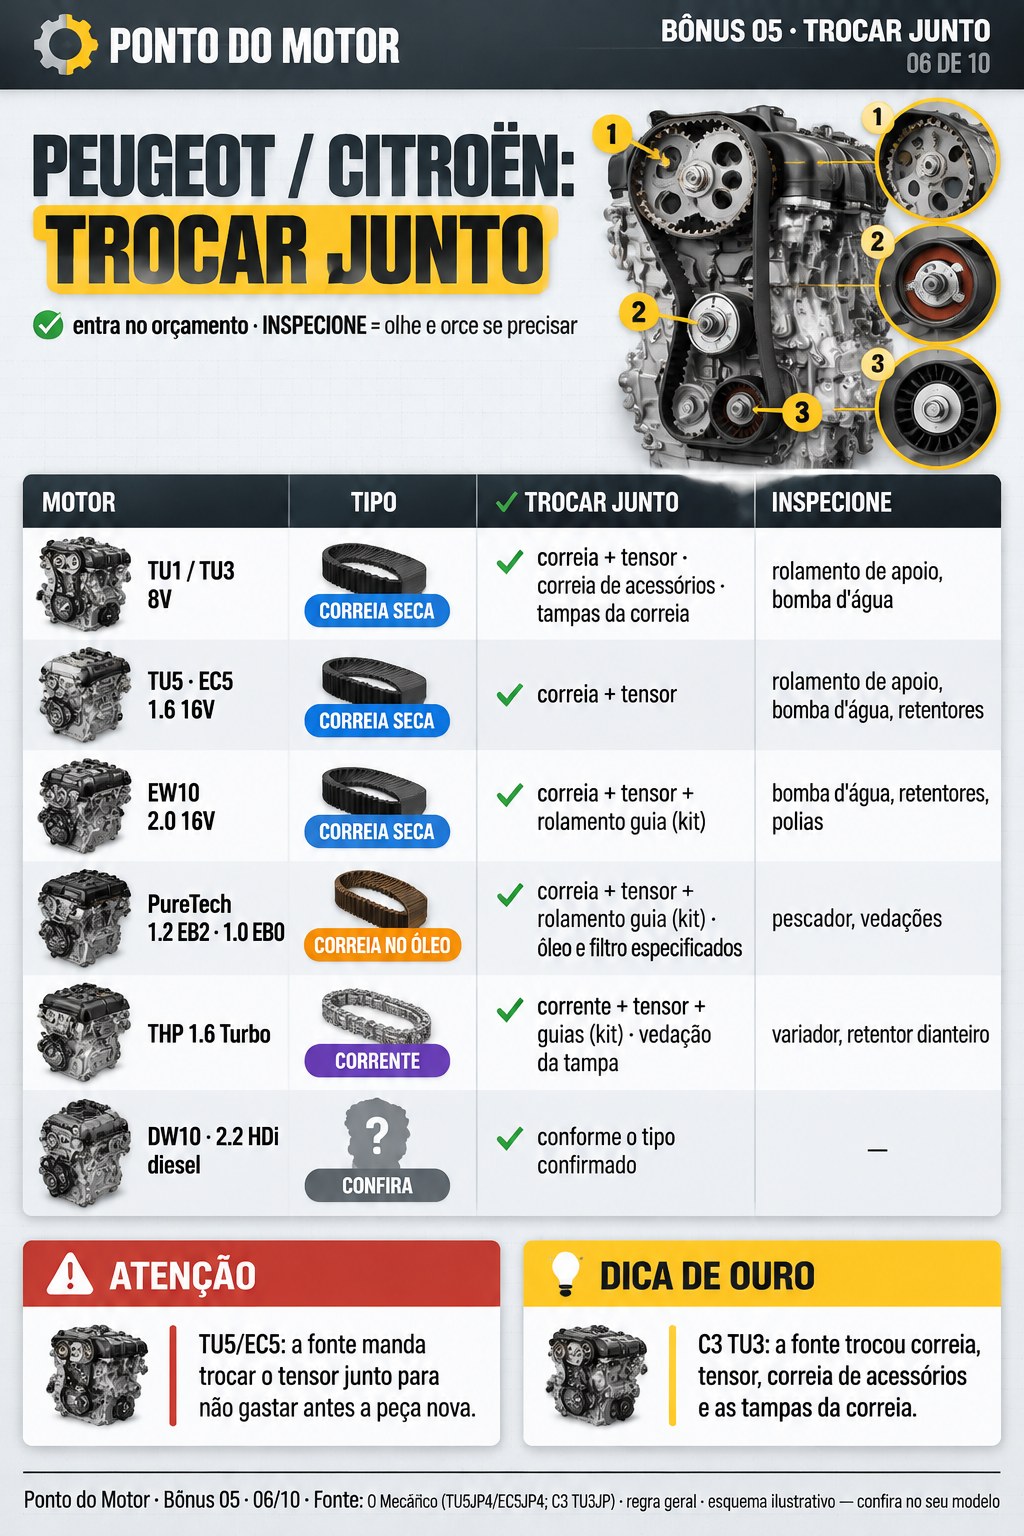 PONTO DO MOTOR
BÔNUS 05 · TROCAR JUNTO
06 DE 10
PEUGEOT / CITROËN:
TROCAR JUNTO
entra no orçamento · INSPECIONE = olhe e orce se precisar
1
2
3
1
2
3
MOTOR
TIPO
TROCAR JUNTO
INSPECIONE
TU1 / TU3
8V
CORREIA SECA
correia + tensor ·
correia de acessórios ·
tampas da correia
rolamento de apoio,
bomba d'água
TU5 · EC5
1.6 16V
CORREIA SECA
correia + tensor
rolamento de apoio,
bomba d'água, retentores
EW10
2.0 16V
CORREIA SECA
correia + tensor +
rolamento guia (kit)
bomba d'água, retentores,
polias
PureTech
1.2 EB2 · 1.0 EB0
CORREIA NO ÓLEO
correia + tensor +
rolamento guia (kit) ·
óleo e filtro especificados
pescador, vedações
THP 1.6 Turbo
CORRENTE
corrente + tensor +
guias (kit) · vedação
da tampa
variador, retentor dianteiro
DW10 · 2.2 HDi
diesel
?
CONFIRA
conforme o tipo
confirmado
—
ATENÇÃO
TU5/EC5: a fonte manda
trocar o tensor junto para
não gastar antes a peça nova.
DICA DE OURO
C3 TU3: a fonte trocou correia,
tensor, correia de acessórios
e as tampas da correia.
Ponto do Motor · Bônus 05 · 06/10 · Fonte: O Mecânico (TU5JP4/EC5JP4; C3 TU3JP) · regra geral · esquema ilustrativo — confira no seu modelo